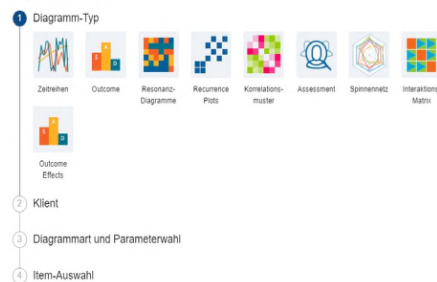 1 Diagramm-Typ
Zeitreihen Outcome Resonanz- Recurrence Korrelations- Assessment Spinnennetz Interaktions
Diagramme Plots muster Matrix
S A D
Outcome
Effects
2 Klient
3 Diagrammart und Parameterwahl
4 Item-Auswahl